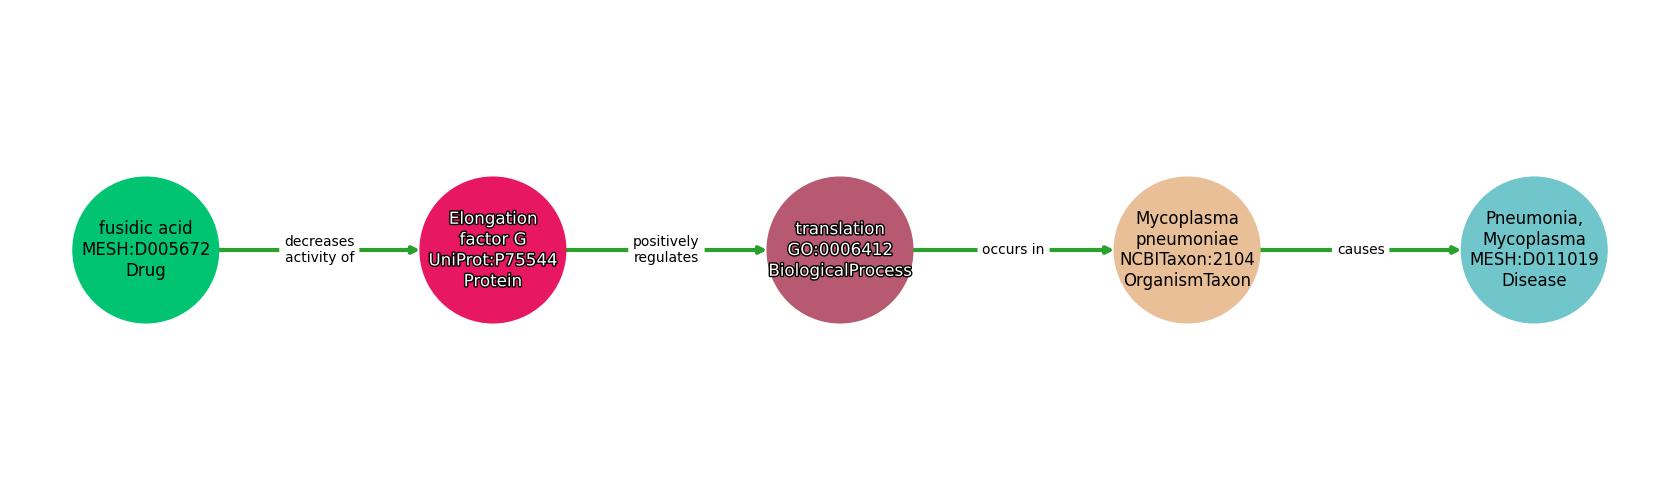 fusidic acid
MESH:D005672
Drug
decreases
activity of
Elongation
factor G
UniProt:P75544
Protein
positively
regulates
translation
GO:0006412
BiologicalProcess
occurs in
Mycoplasma
pneumoniae
NCBITaxon:2104
OrganismTaxon
causes
Pneumonia,
Mycoplasma
MESH:D011019
Disease